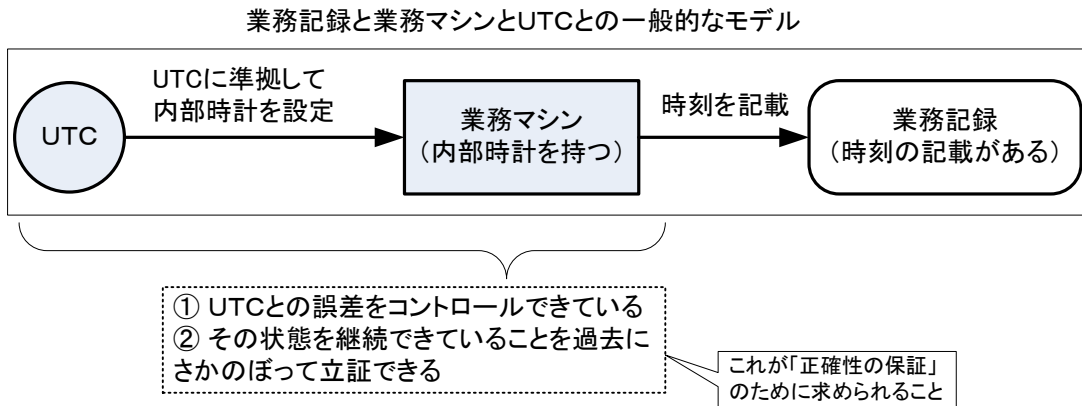 業務記録と業務マシンとUTCとの一般的なモデル
UTCに準拠して
内部時計を設定
UTC
業務マシン
(内部時計を持つ)
時刻を記載
業務記録
(時刻の記載がある)
① UTCとの誤差をコントロールできている
② その状態を継続できていることを過去に
さかのぼって立証できる
これが「正確性の保証」
のために求められること